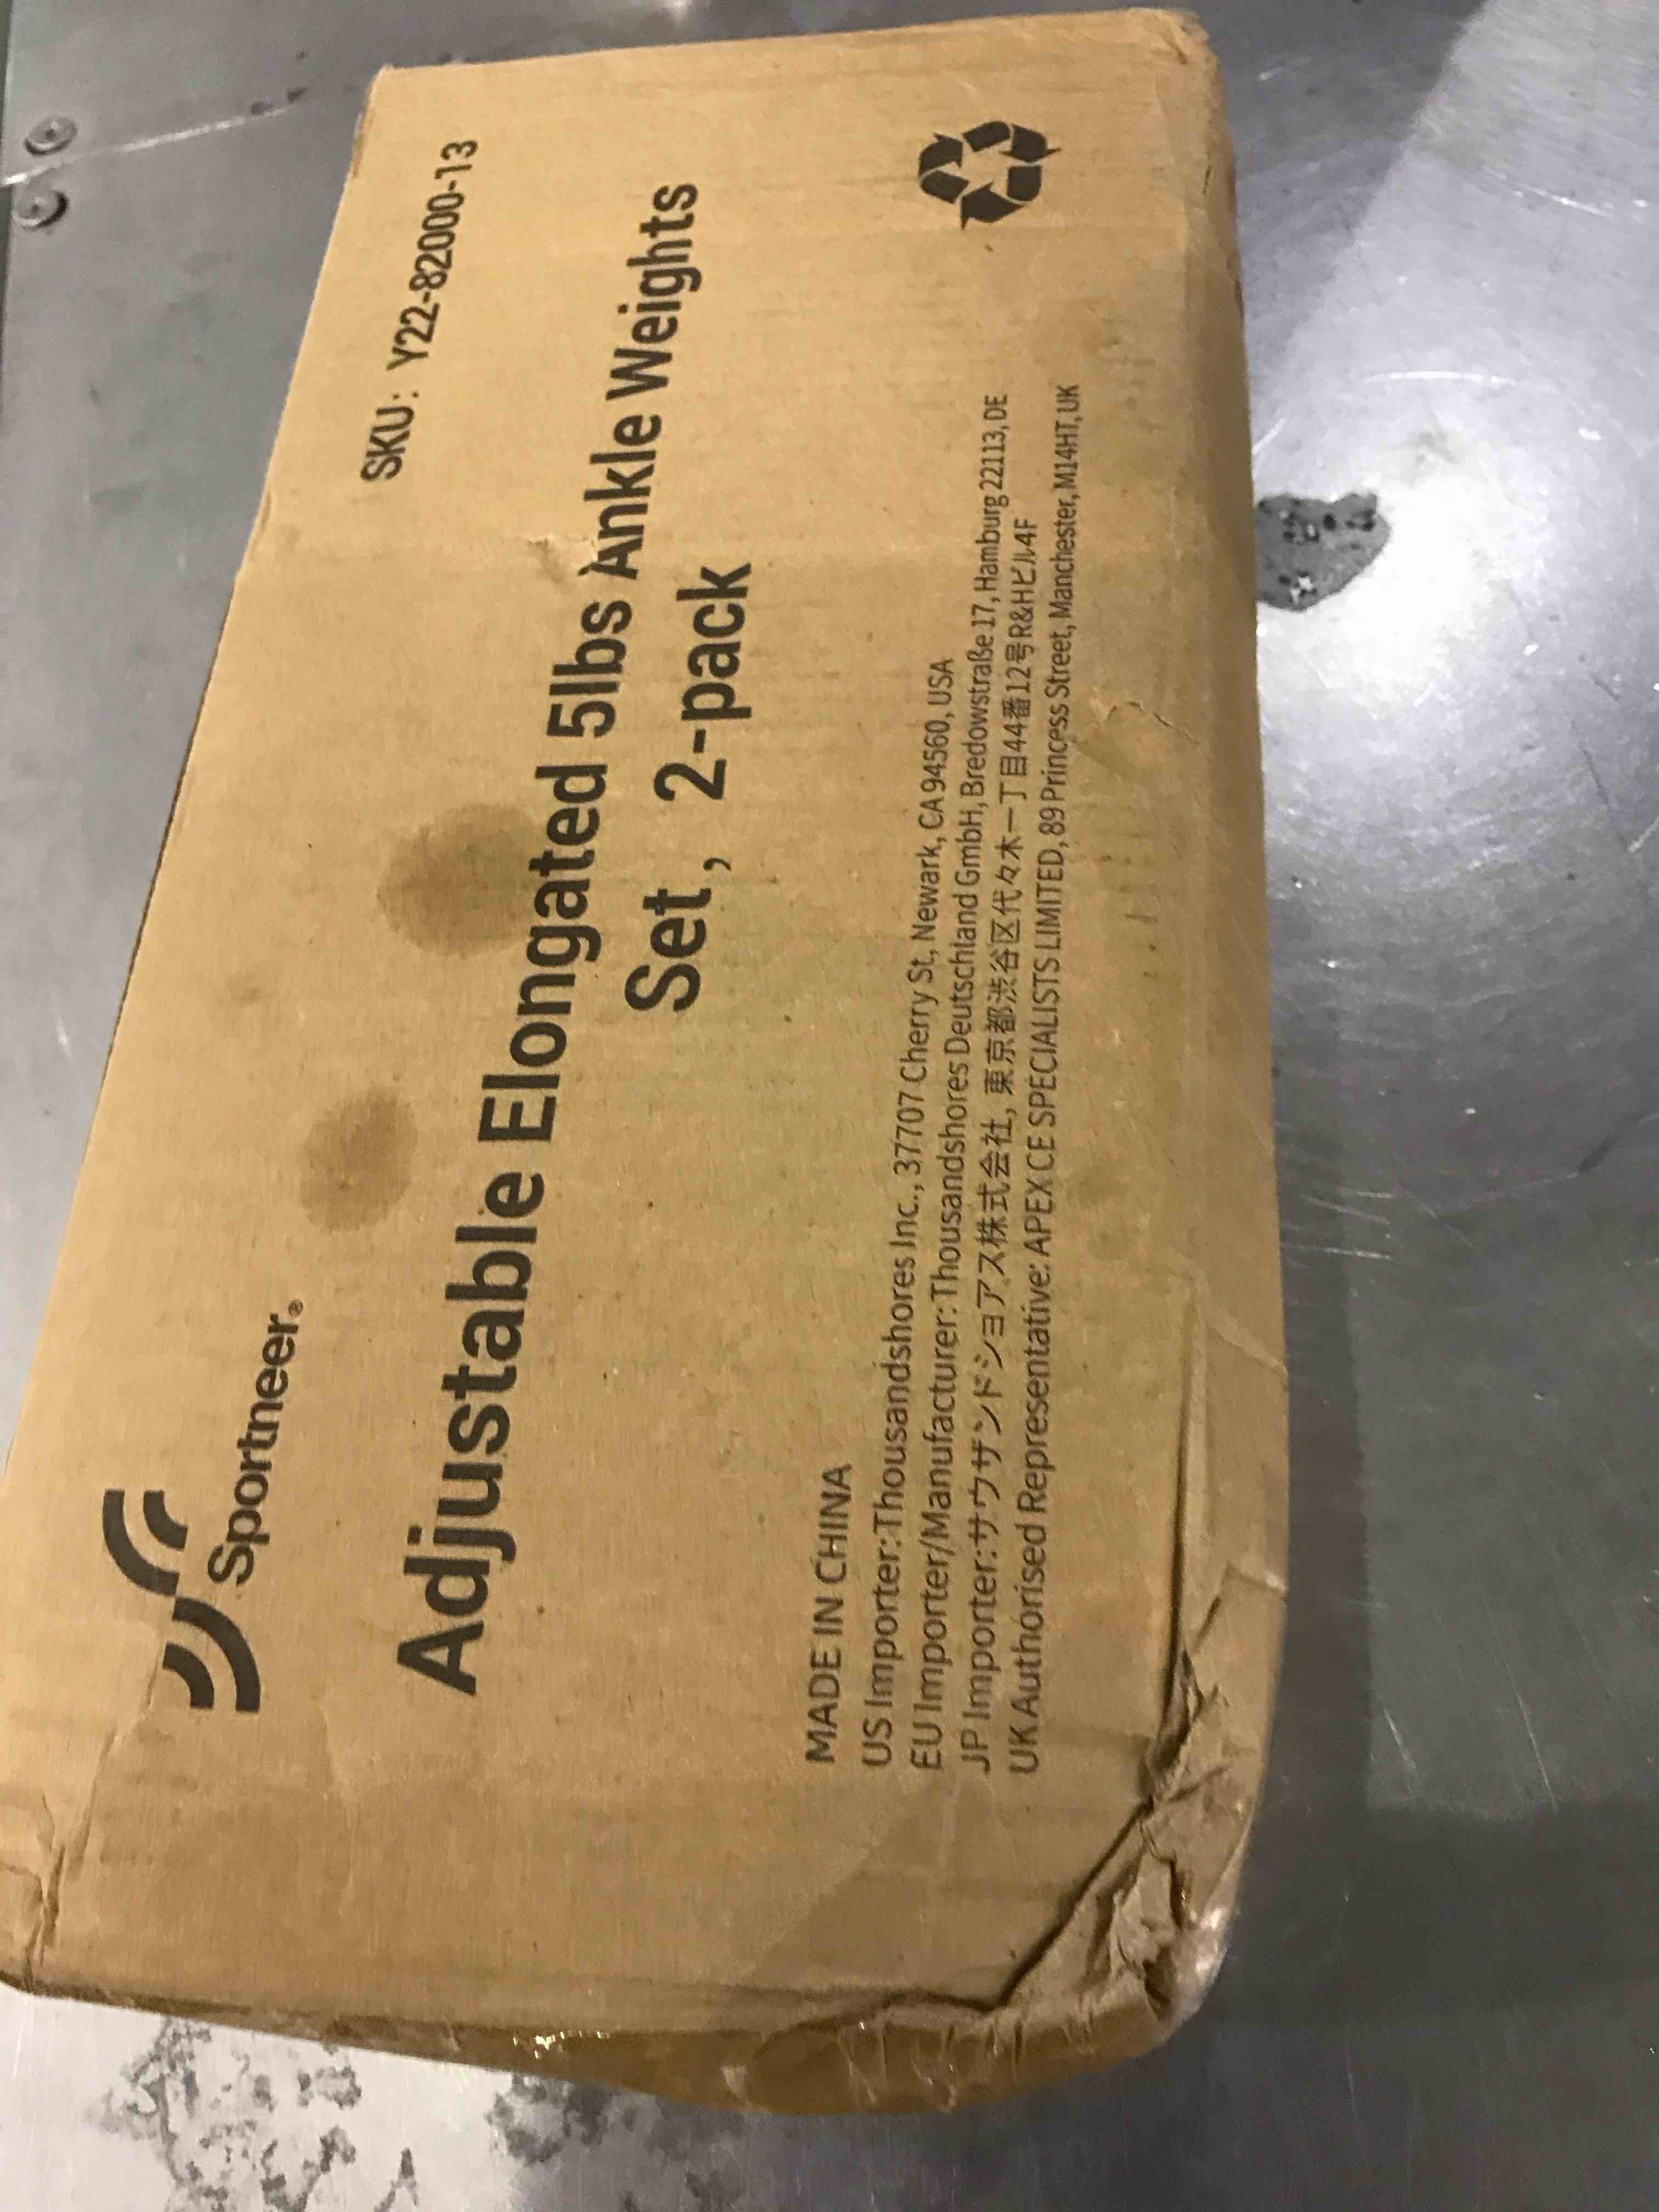 Sportneer®
SKU: Y22-82000-13
Adjustable Elongated 5lbs Ankle Weights
Set, 2-pack
MADE IN CHINA
US Importer:Thousandshores Inc., 37707 Cherry St, Newark, CA 94560, USA
EU Importer/Manufacturer: Thousandshores Deutschland GmbH, Bredowstraße 17, Hamburg 22113, DE
JP Importer:サウザンドショアス株式会社, 東京都渋谷区代々木一丁目44番12号R&Hビル4F
UK Authorised Representative: APEX CE SPECIALISTS LIMITED, 89 Princess Street, Manchester, M14HT, UK